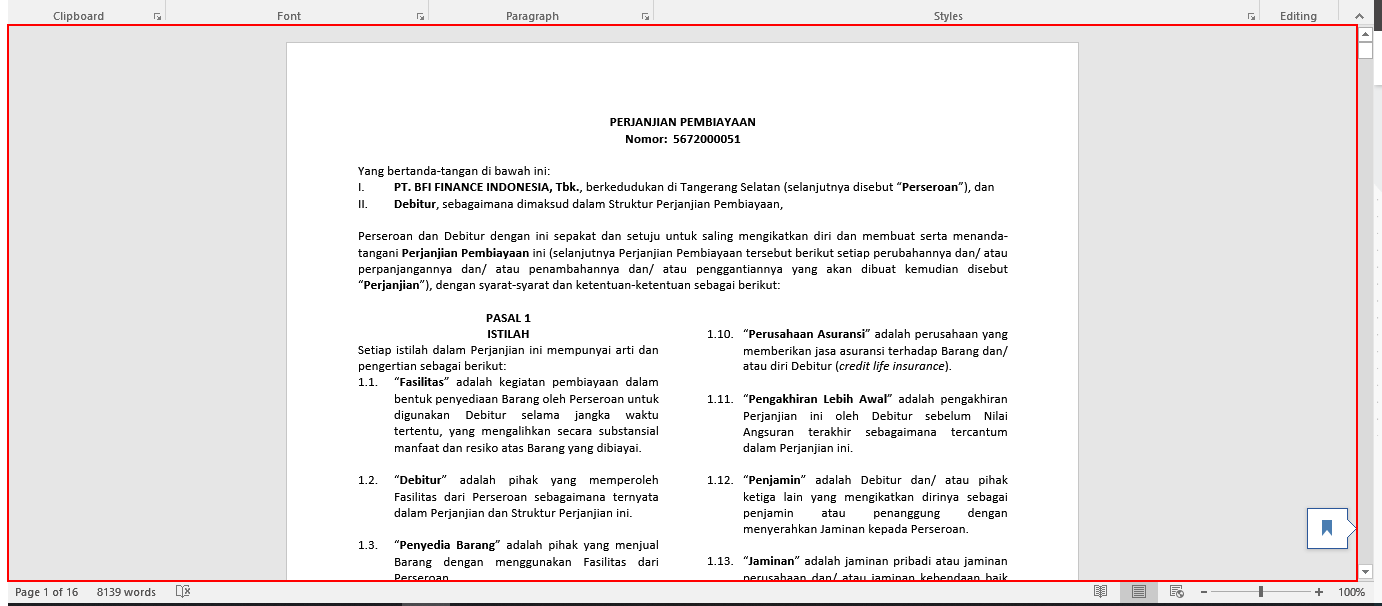 Clipboard
Font
Paragraph
Styles
Editing
PERJANJIAN PEMBIAYAAN
Nomor: 5672000051
Yang bertanda-tangan di bawah ini:
I. PT. BFI FINANCE INDONESIA, Tbk., berkedudukan di Tangerang Selatan (selanjutnya disebut “Perseroan”), dan
II. Debitur, sebagaimana dimaksud dalam Struktur Perjanjian Pembiayaan,
Perseroan dan Debitur dengan ini sepakat dan setuju untuk saling mengikatkan diri dan membuat serta menanda-
tangani Perjanjian Pembiayaan ini (selanjutnya Perjanjian Pembiayaan tersebut berikut setiap perubahannya dan/ atau
perpanjangannya dan/ atau penambahannya dan/ atau penggantiannya yang akan dibuat kemudian disebut
“Perjanjian”), dengan syarat-syarat dan ketentuan-ketentuan sebagai berikut:
PASAL 1
ISTILAH
Setiap istilah dalam Perjanjian ini mempunyai arti dan
pengertian sebagai berikut:
1.1. “Fasilitas” adalah kegiatan pembiayaan dalam
bentuk penyediaan Barang oleh Perseroan untuk
digunakan Debitur selama jangka waktu
tertentu, yang mengalihkan secara substansial
manfaat dan resiko atas Barang yang dibiayai.
1.2. “Debitur” adalah pihak yang memperoleh
Fasilitas dari Perseroan sebagaimana ternyata
dalam Perjanjian dan Struktur Perjanjian ini.
1.3. “Penyedia Barang” adalah pihak yang menjual
Barang dengan menggunakan Fasilitas dari
Perseroan
1.10. “Perusahaan Asuransi” adalah perusahaan yang
memberikan jasa asuransi terhadap Barang dan/
atau diri Debitur (credit life insurance).
1.11. “Pengakhiran Lebih Awal” adalah pengakhiran
Perjanjian ini oleh Debitur sebelum Nilai
Angsuran terakhir sebagaimana tercantum
dalam Perjanjian ini.
1.12. “Penjamin” adalah Debitur dan/ atau pihak
ketiga lain yang mengikatkan dirinya sebagai
penjamin atau penanggung dengan
menyerahkan Jaminan kepada Perseroan.
1.13. “Jaminan” adalah jaminan pribadi atau jaminan
perusahaan dan/ atau jaminan kebendaan baik
Page 1 of 16
8139 words
100%